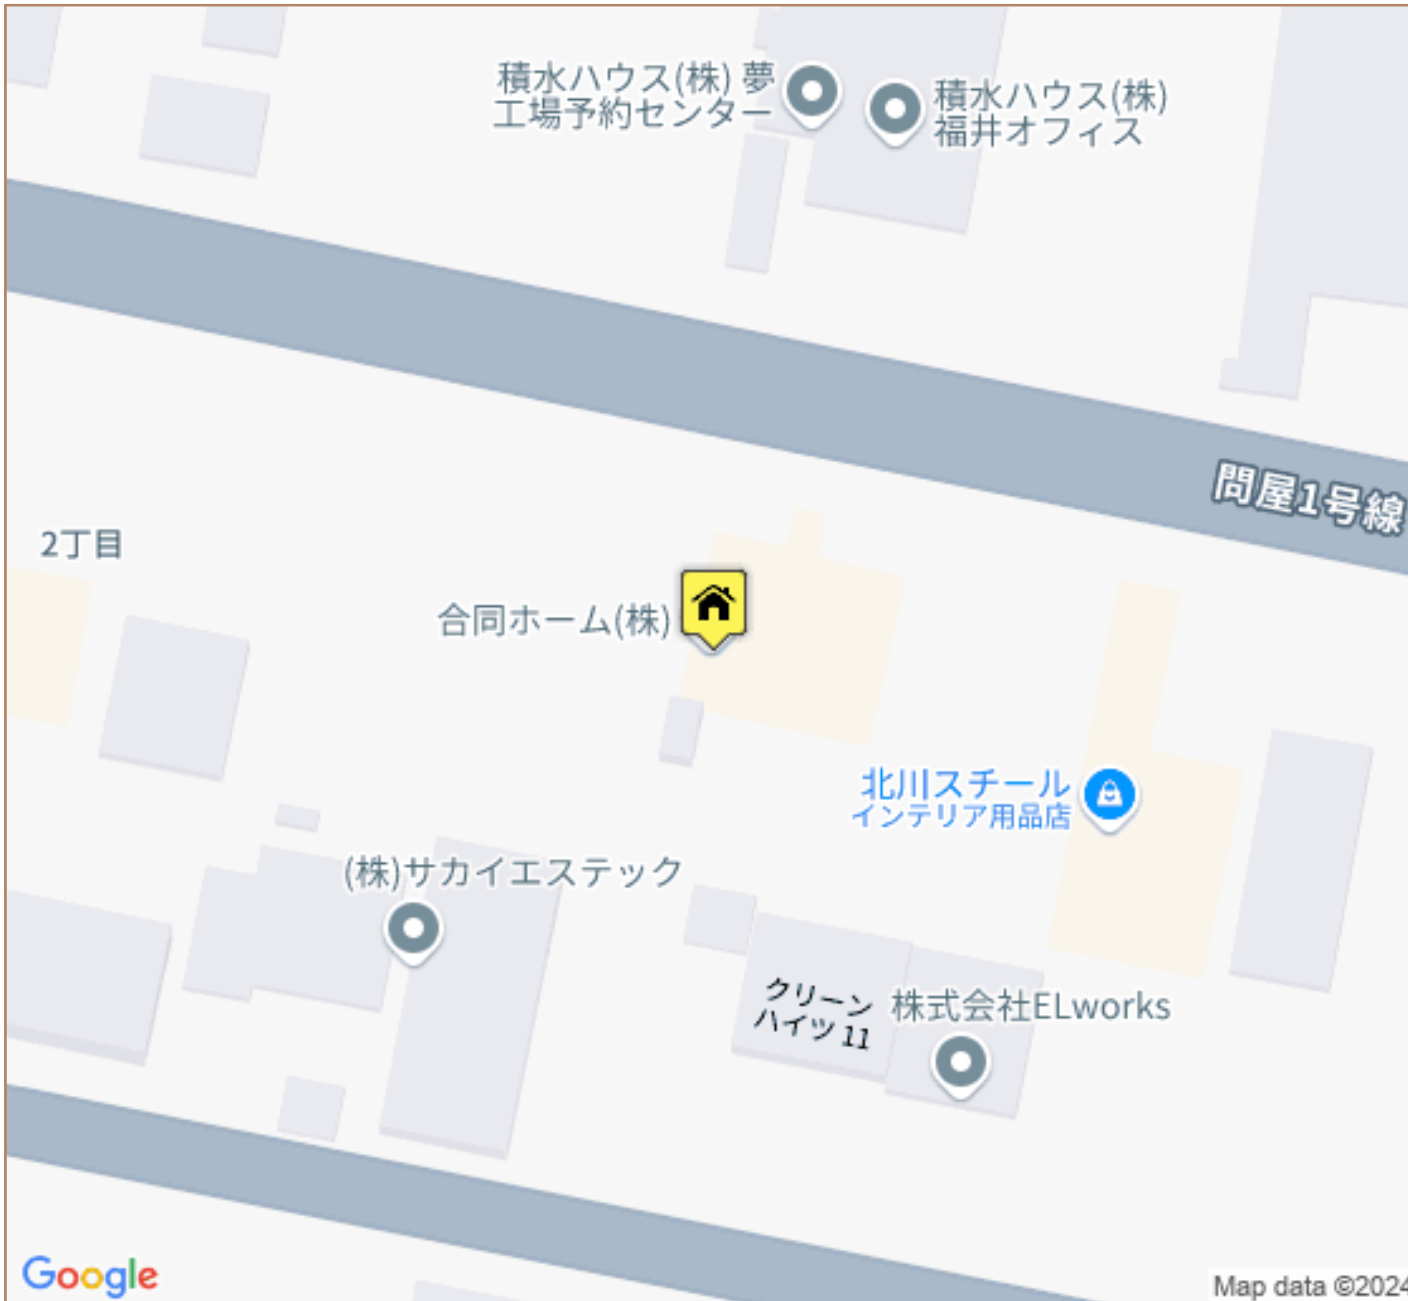 積水ハウス(株) 夢
工場予約センター
積水ハウス(株)
福井オフィス
問屋1号線
2丁目
合同ホーム(株)
北川スチール
インテリア用品店
(株)サカイエステック
クリーン
ハイツ 11
株式会社ELworks
Google
Map data ©2024